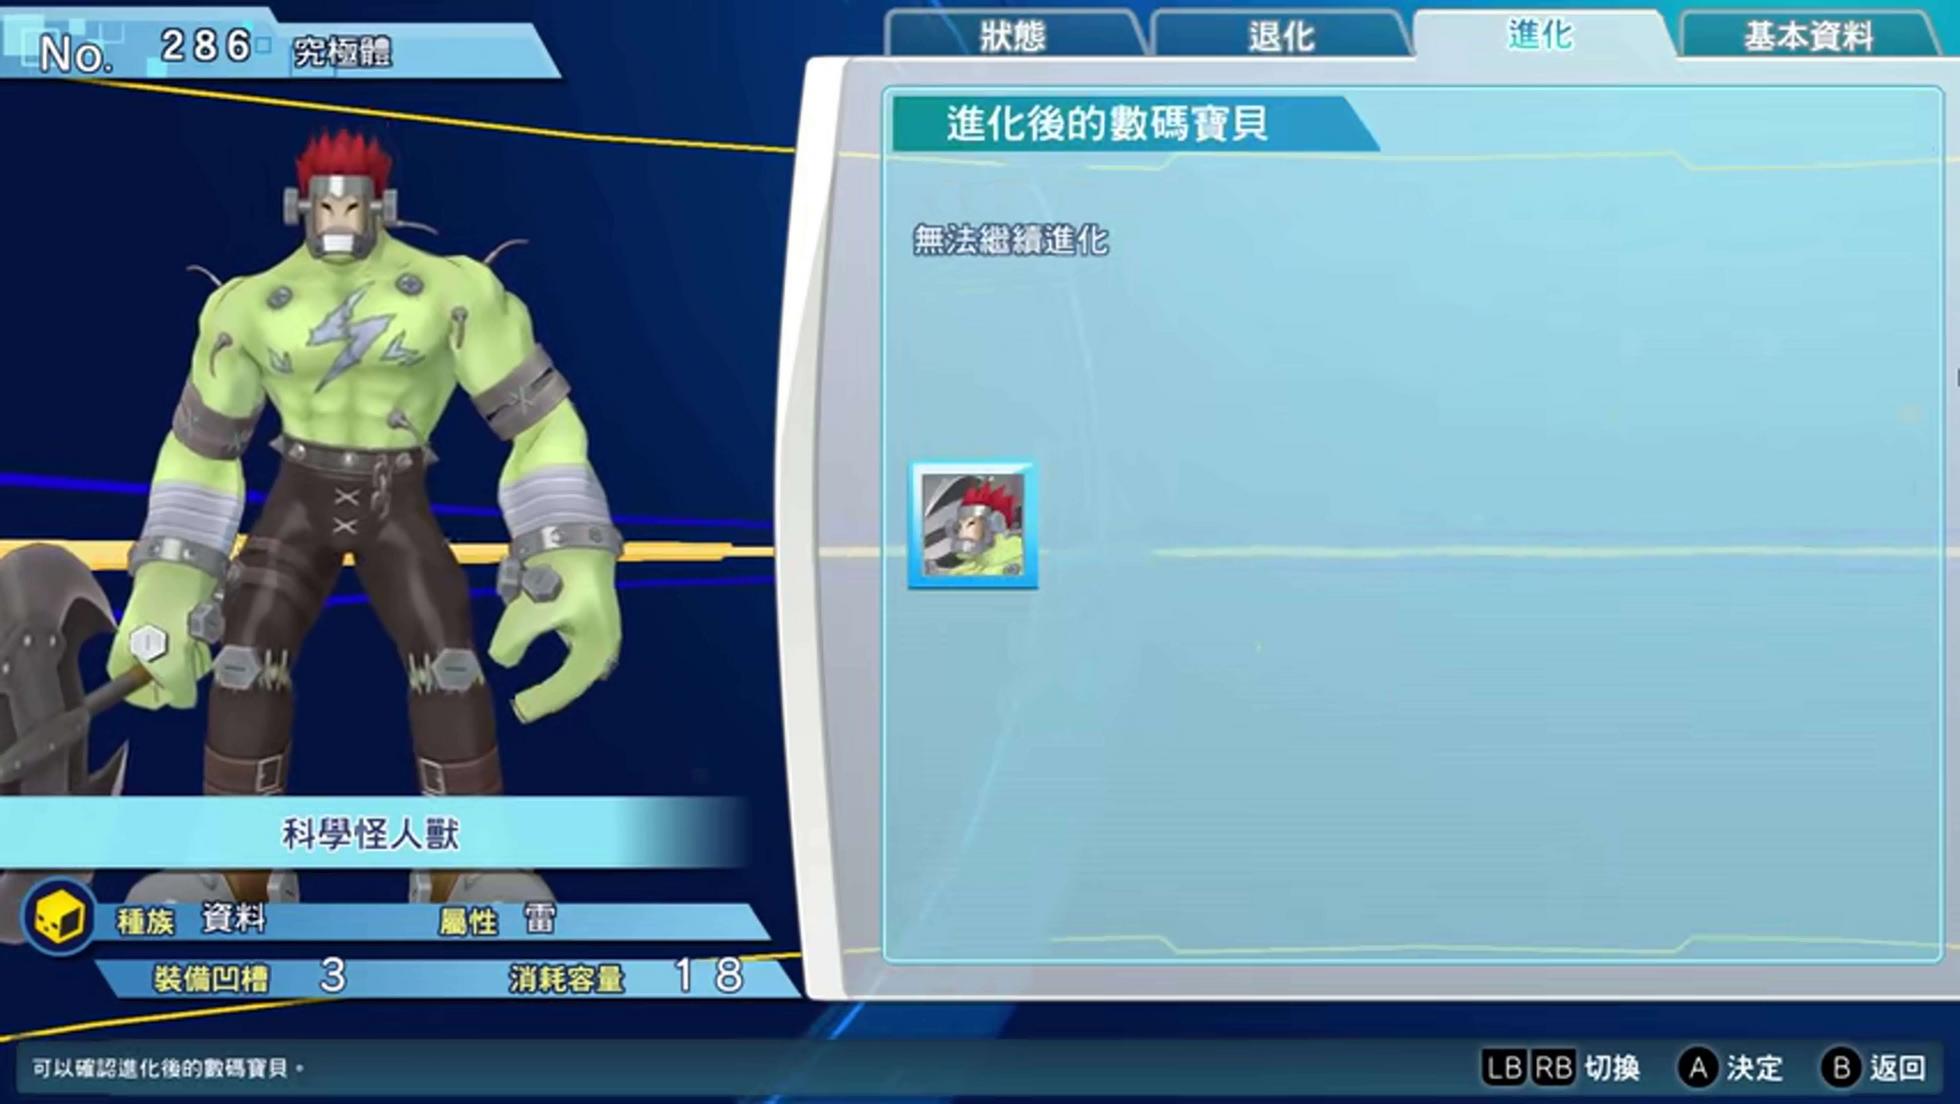 No. 286 究極體
狀態 退化 進化 基本資料
進化後的數碼寶貝
無法繼續進化
科學怪人獸
種族 資料 屬性 雷
裝備凹槽 3 消耗容量 18
可以確認進化後的數碼寶貝。
LB RB 切換 A 決定 B 返回